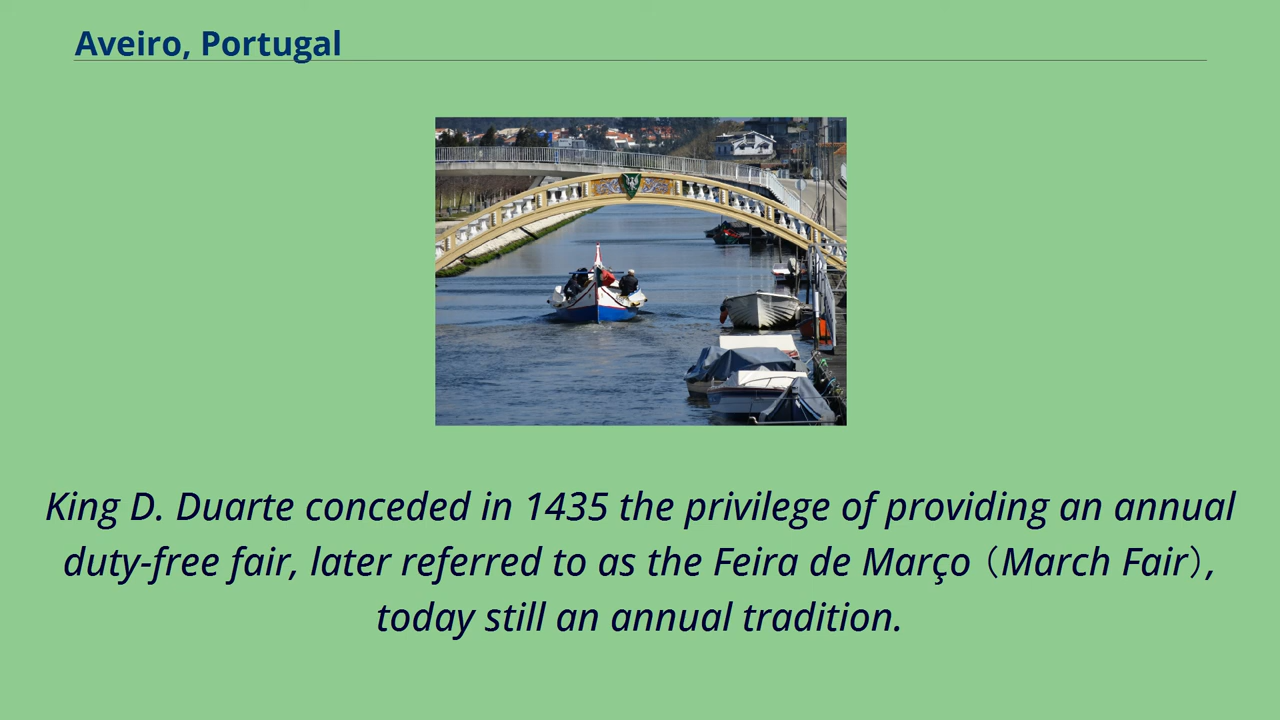 Aveiro, Portugal
King D. Duarte conceded in 1435 the privilege of providing an annual
duty-free fair, later referred to as the Feira de Março（March Fair）,
today still an annual tradition.